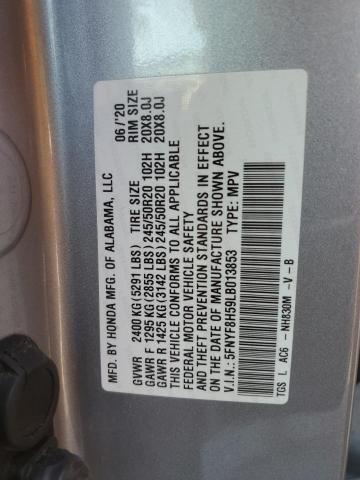 MFD. BY HONDA MFG. OF ALABAMA, LLC 06/'20
TIRE SIZE RIM SIZE
GVWR 2400 KG (5291 LBS)
GAWR F 1295 KG (2855 LBS) 245/50R20 102H 20X8.0J
GAWR R 1425 KG (3142 LBS) 245/50R20 102H 20X8.0J
THIS VEHICLE CONFORMS TO ALL APPLICABLE
FEDERAL MOTOR VEHICLE SAFETY
AND THEFT PREVENTION STANDARDS IN EFFECT
ON THE DATE OF MANUFACTURE SHOWN ABOVE.
V.I.N.: 5FNYF8H59LB013853 TYPE: MPV
TGS L AC6 -NH830M -V -B